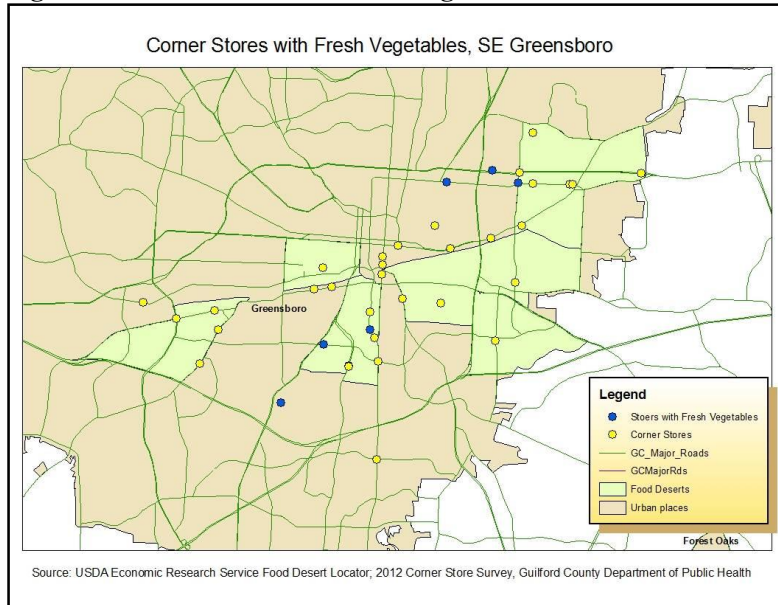 Corner Stores with Fresh Vegetables, SE Greensboro
Greensboro
Legend
Stoers with Fresh Vegetables
Corner Stores
GC_Major_Roads
GCMajorRds
Food Deserts
Urban places
Forest Oaks
Source: USDA Economic Research Service Food Desert Locator; 2012 Corner Store Survey, Guilford County Department of Public Health